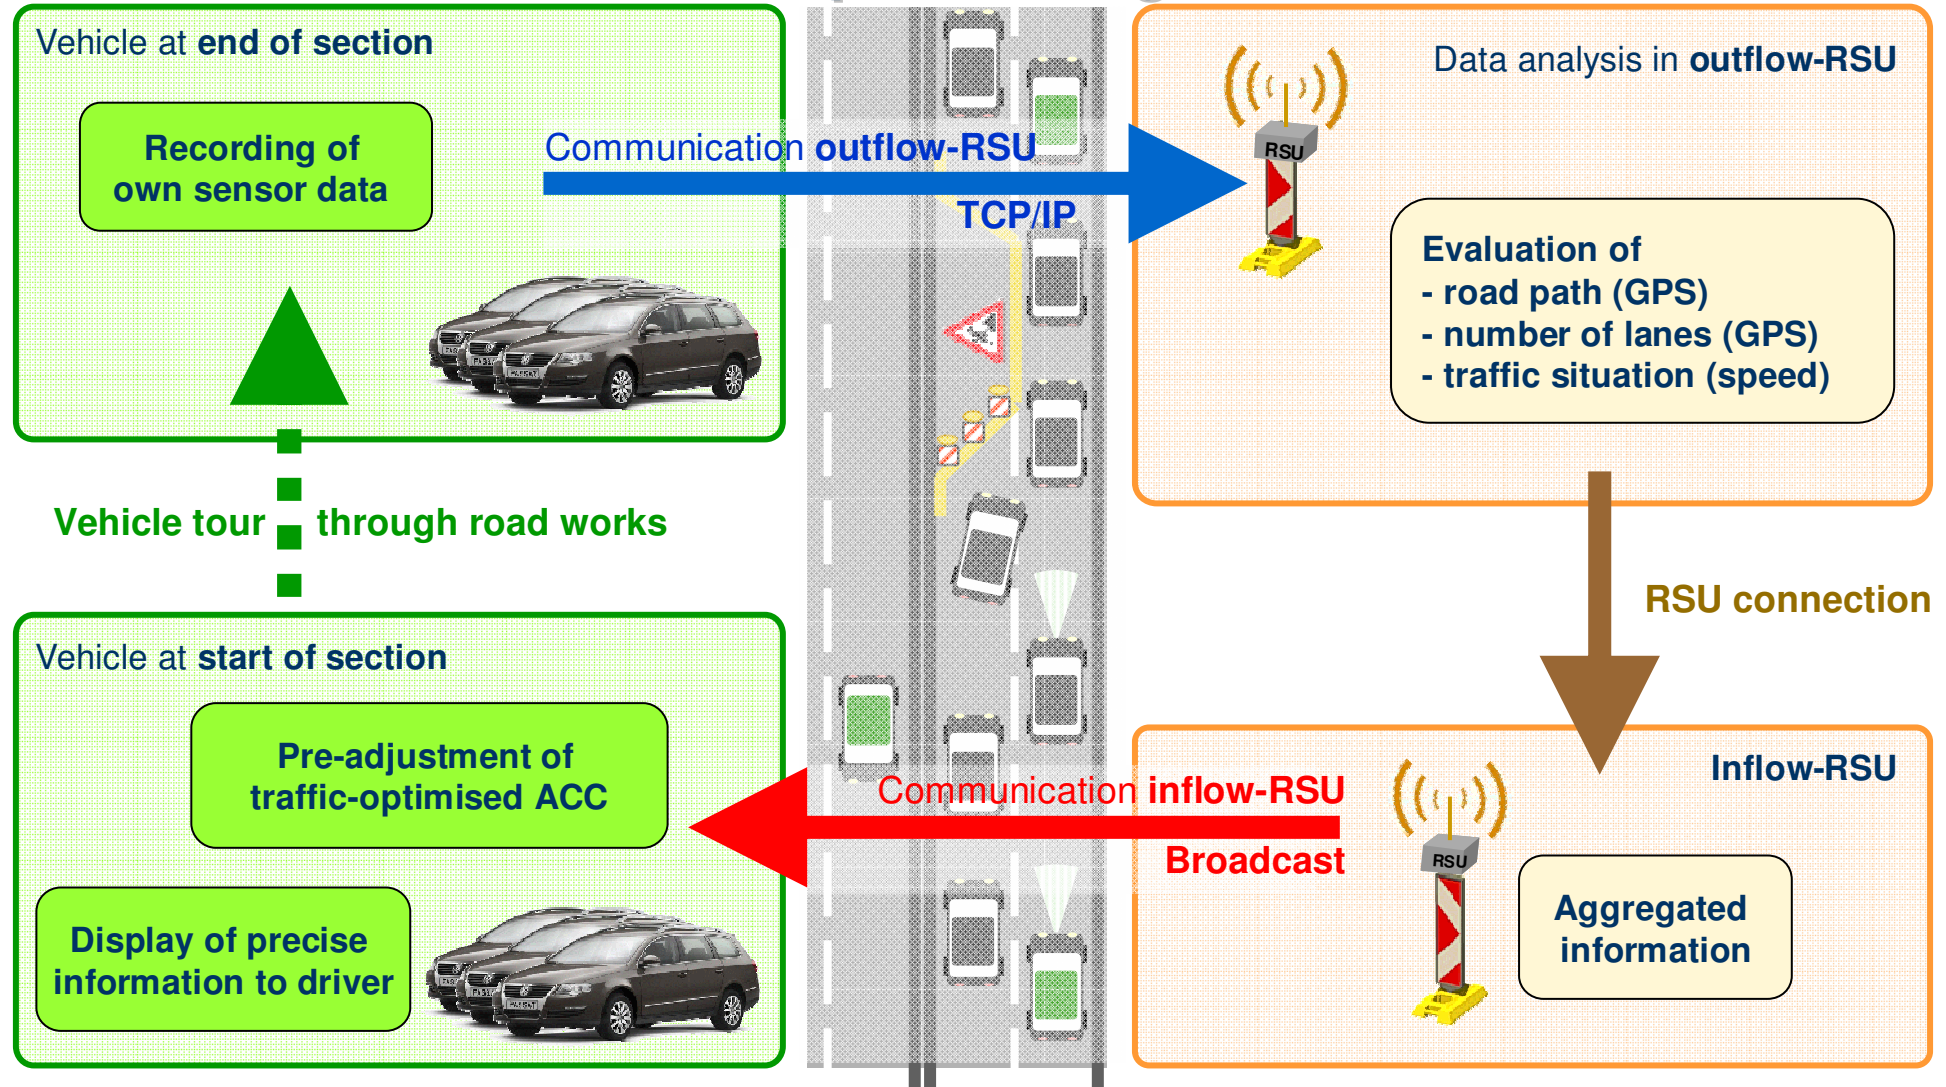 Vehicle at end of section
Recording of
own sensor data
Communication outflow-RSU
TCP/IP
Data analysis in outflow-RSU
RSU
Evaluation of
- road path (GPS)
- number of lanes (GPS)
- traffic situation (speed)
Vehicle tour through road works
RSU connection
Vehicle at start of section
Pre-adjustment of
traffic-optimised ACC
Display of precise
information to driver
Communication inflow-RSU
Broadcast
Inflow-RSU
RSU
Aggregated
information